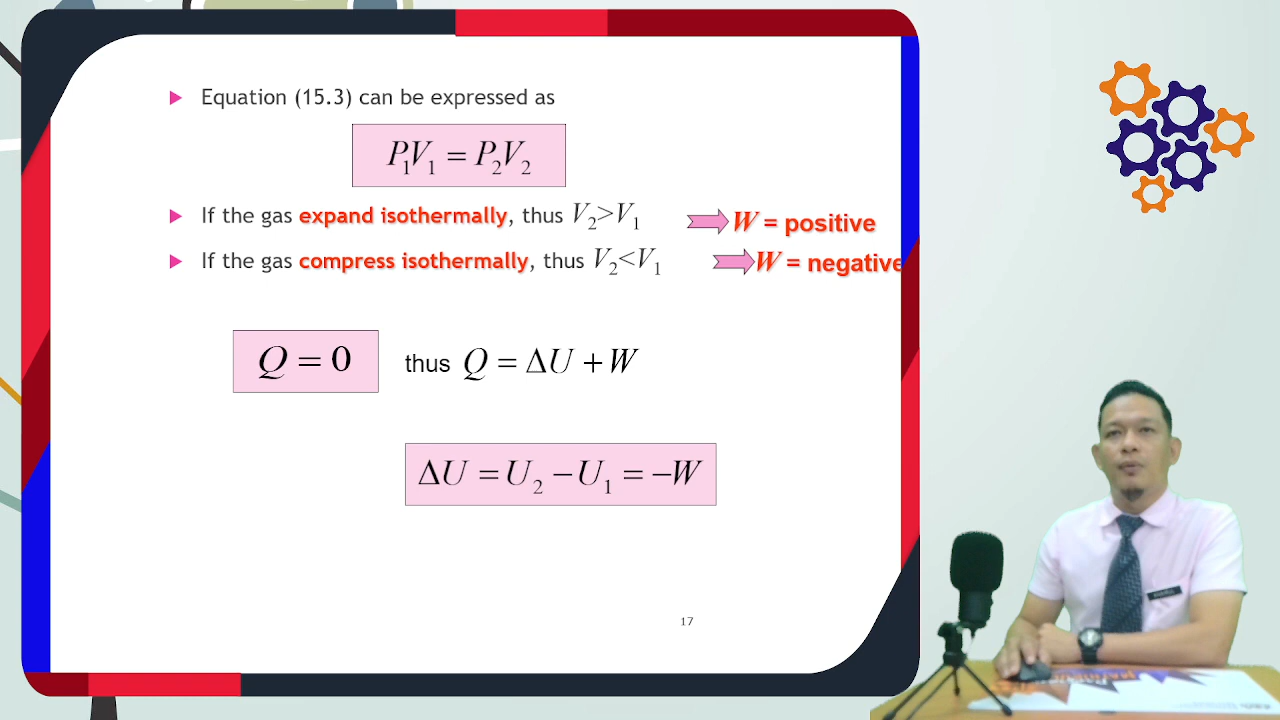 Equation (15.3) can be expressed as
P₁V₁ = P₂V₂
If the gas expand isothermally, thus V₂>V₁
W = positive
If the gas compress isothermally, thus V₂<V₁
W = negative
Q = 0
thus Q = ΔU + W
ΔU = U₂ − U₁ = −W
17